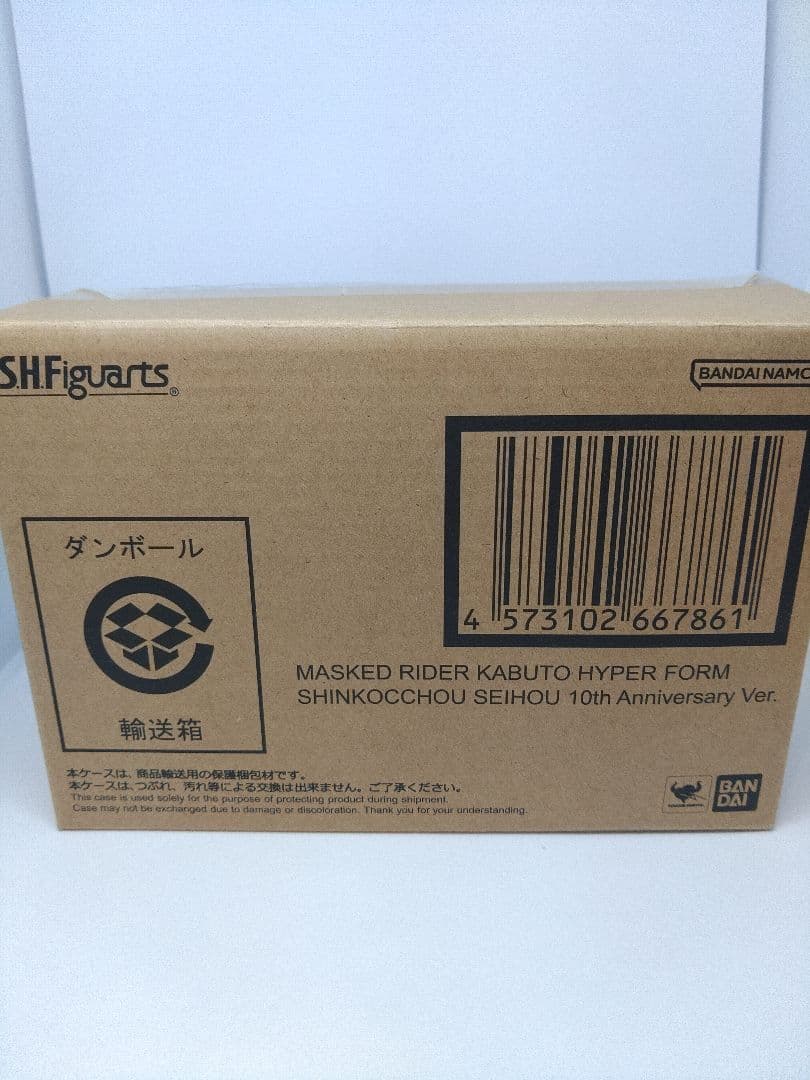 S.H.Figuarts®
BANDAI NAMCO
ダンボール
輸送箱
4 573102 667861
MASKED RIDER KABUTO HYPER FORM
SHINKOCCHOU SEIHOU 10th Anniversary Ver.
本ケースは、商品輸送用の保護梱包材です。
本ケースは、つぶれ、汚れ等による交換は出来ません。ご了承ください。
This case is used solely for the purpose of protecting product during shipment.
Case may not be exchanged due to damage or discoloration. Thank you for your understanding.
BAN
DAI